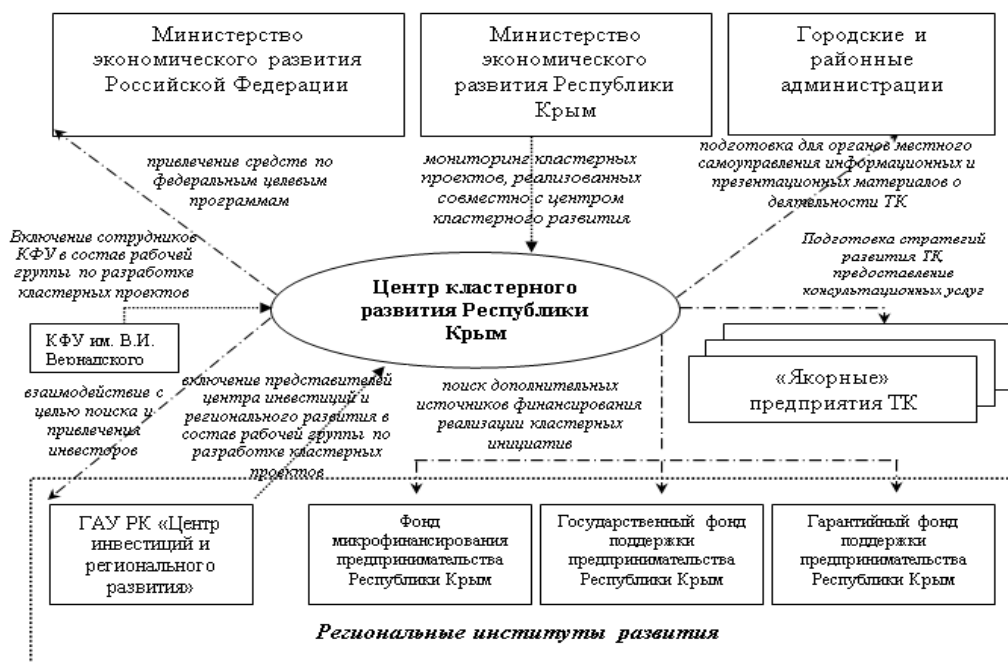 Министерство
экономического развития
Российской Федерации
Министерство
экономического
развития Республики
Крым
Городские и
районные
администрации
привлечение средств по
федеральным целевым
программам
мониторинг кластерных
проектов, реализованных
совместно с центром
кластерного развития
подготовка для органов местного
самоуправления информационных и
презентационных материалов о
деятельности ТК
Включение сотрудников
КФУ в состав рабочей
группы по разработке
кластерных проектов
Подготовка стратегий
развития ТК,
предоставление
консультационных услуг
Центр кластерного
развития Республики
Крым
КФУ им. В.И.
Вернадского
«Якорные»
предприятия ТК
взаимодействие с
целью поиска и
привлечения
инвесторов
включение представителей
центра инвестиций и
регионального развития в
состав рабочей группы по
разработке кластерных
проектов
поиск дополнительных
источников финансирования
реализации кластерных
инициатив
ГАУ РК «Центр
инвестиций и
регионального
развития»
Фонд
микрофинансирования
предпринимательства
Республики Крым
Государственный фонд
поддержки
предпринимательства
Республики Крым
Гарантийный фонд
поддержки
предпринимательства
Республики Крым
Региональные институты развития